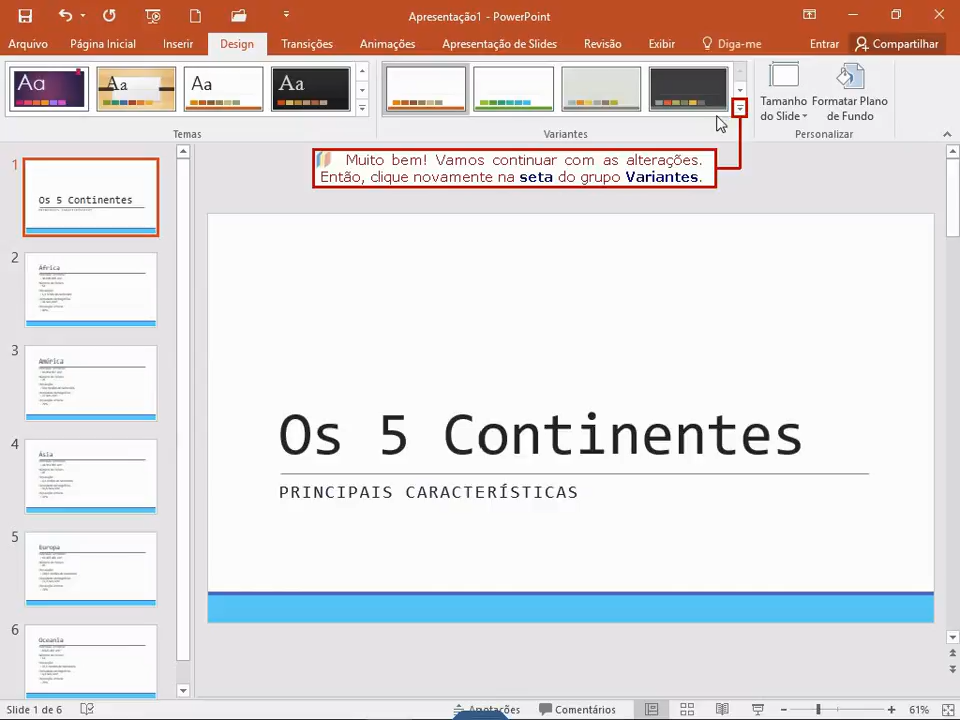 Apresentação1 - PowerPoint
Arquivo
Página Inicial
Inserir
Design
Transições
Animações
Apresentação de Slides
Revisão
Exibir
Diga-me
Entrar
Compartilhar
Aa
Aa
Aa
Aa
Tamanho do Slide
Formatar Plano de Fundo
Temas
Variantes
Personalizar
Muito bem! Vamos continuar com as alterações.
Então, clique novamente na seta do grupo Variantes.
1
Os 5 Continentes
2
África
3
América
4
Ásia
5
Europa
6
Oceania
Os 5 Continentes
PRINCIPAIS CARACTERÍSTICAS
Slide 1 de 6
Anotações
Comentários
61%